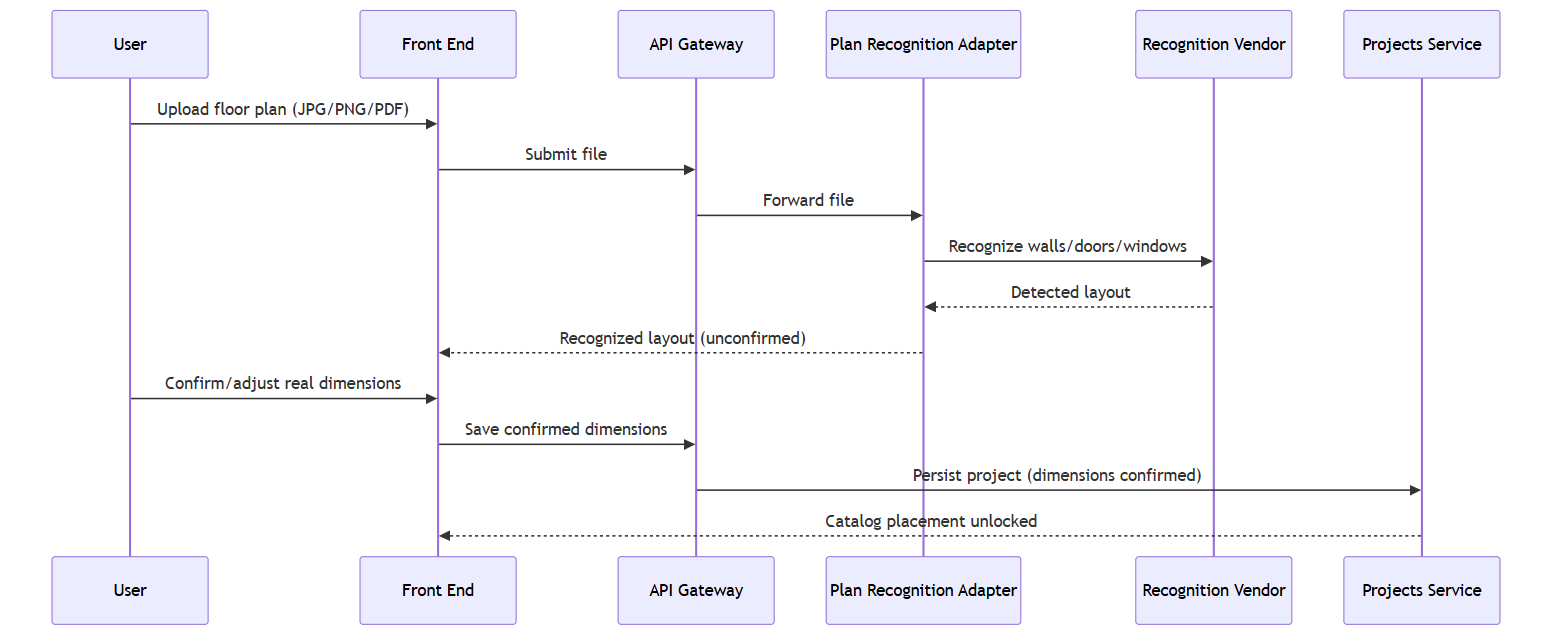 User
Front End
API Gateway
Plan Recognition Adapter
Recognition Vendor
Projects Service
Upload floor plan (JPG/PNG/PDF)
Submit file
Forward file
Recognize walls/doors/windows
Detected layout
Recognized layout (unconfirmed)
Confirm/adjust real dimensions
Save confirmed dimensions
Persist project (dimensions confirmed)
Catalog placement unlocked
User
Front End
API Gateway
Plan Recognition Adapter
Recognition Vendor
Projects Service